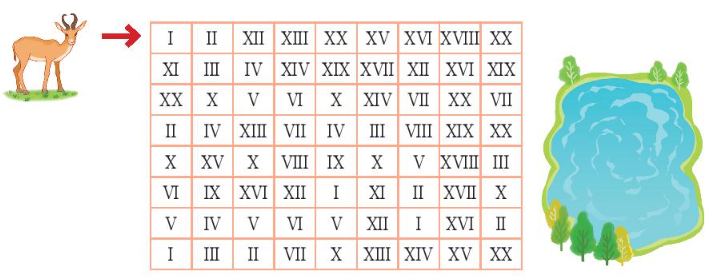 I II XII XIII XX XV XVI XVIII XX
XI III IV XIV XIX XVII XII XVI XIX
XX X V VI X XIV VII XX VII
II IV XIII VII IV III VIII XIX XX
X XV X VIII IX X V XVIII III
VI IX XVI XII I XI II XVII X
V IV V VI V XII I XVI II
I III II VII X XIII XIV XV XX